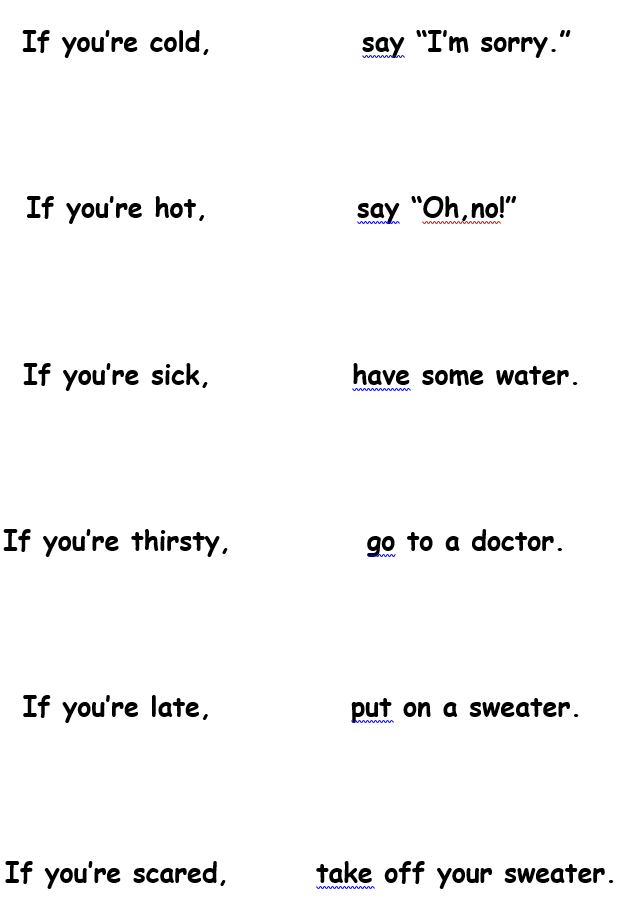 If you're cold, say “I'm sorry.”
If you're hot, say “Oh,no!”
If you're sick, have some water.
If you're thirsty, go to a doctor.
If you're late, put on a sweater.
If you're scared, take off your sweater.